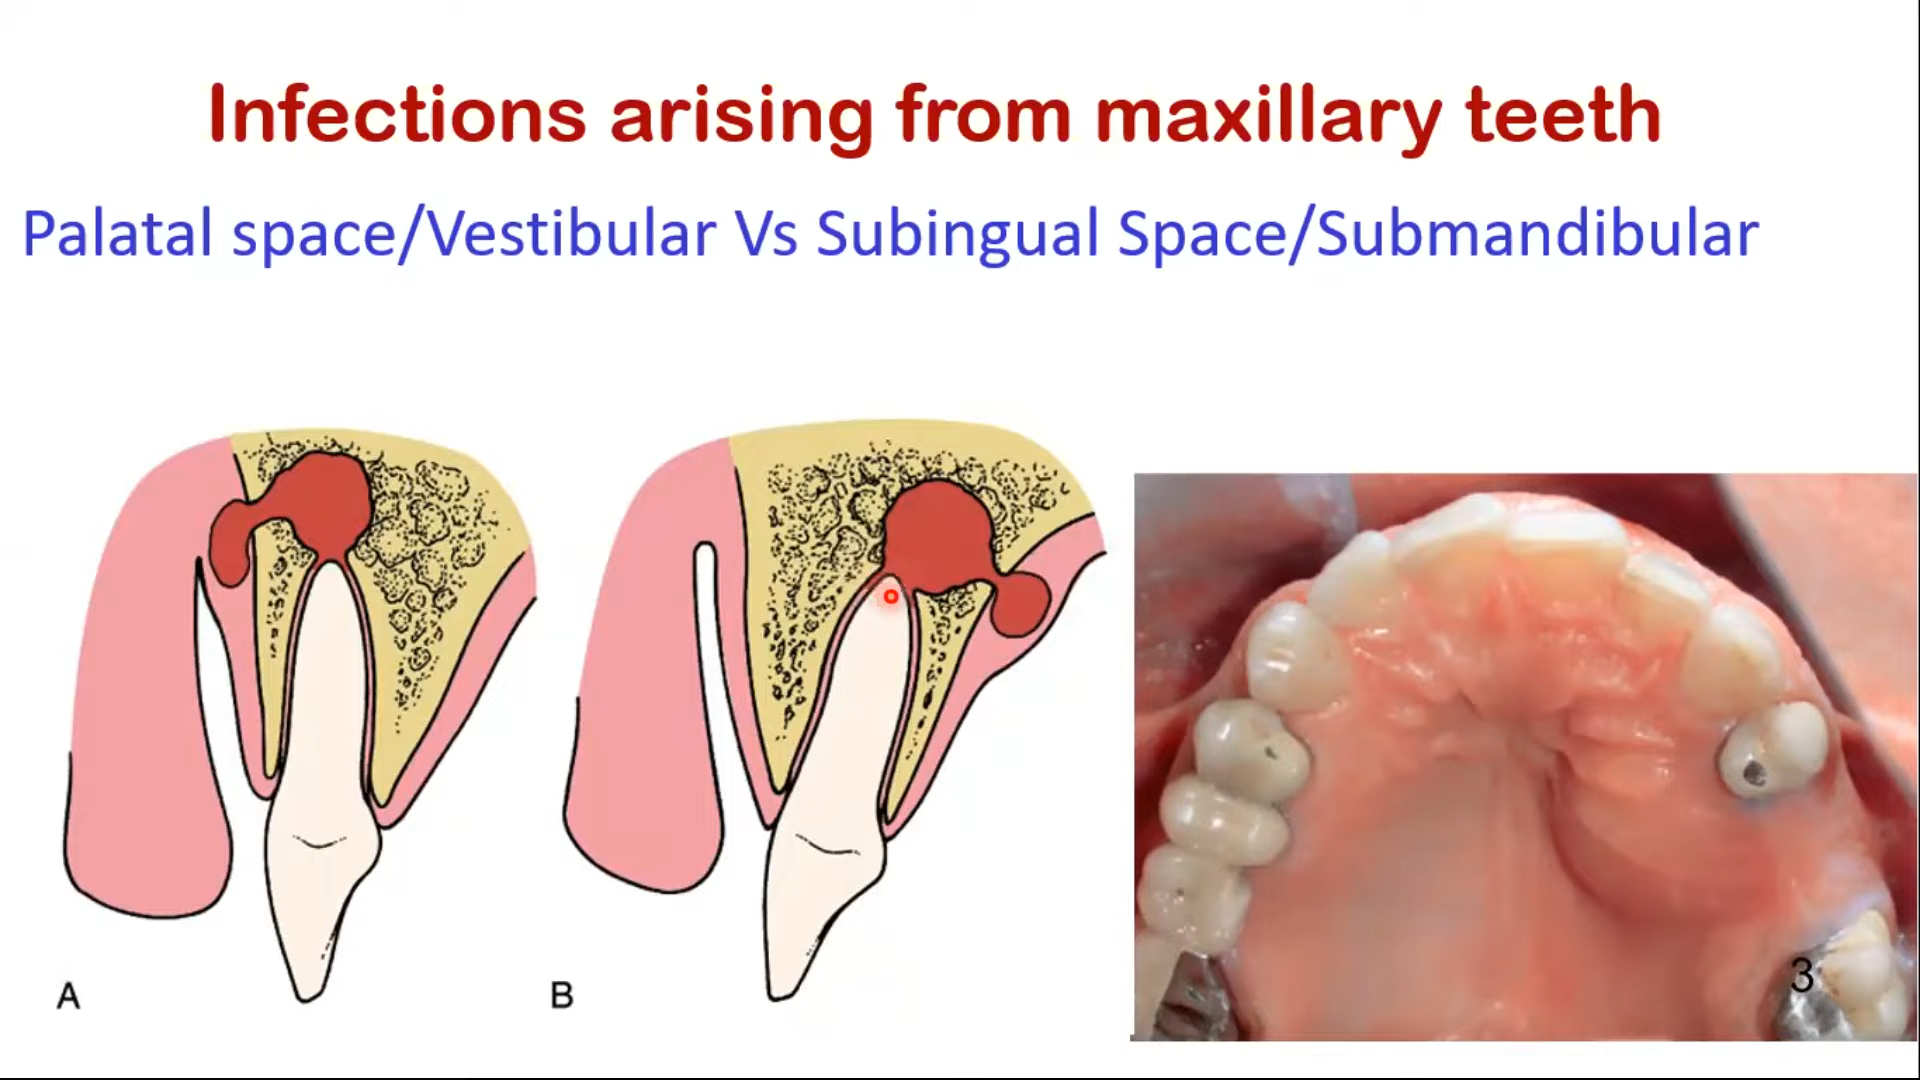 Infections arising from maxillary teeth
Palatal space/Vestibular Vs Subingual Space/Submandibular
A
B
3